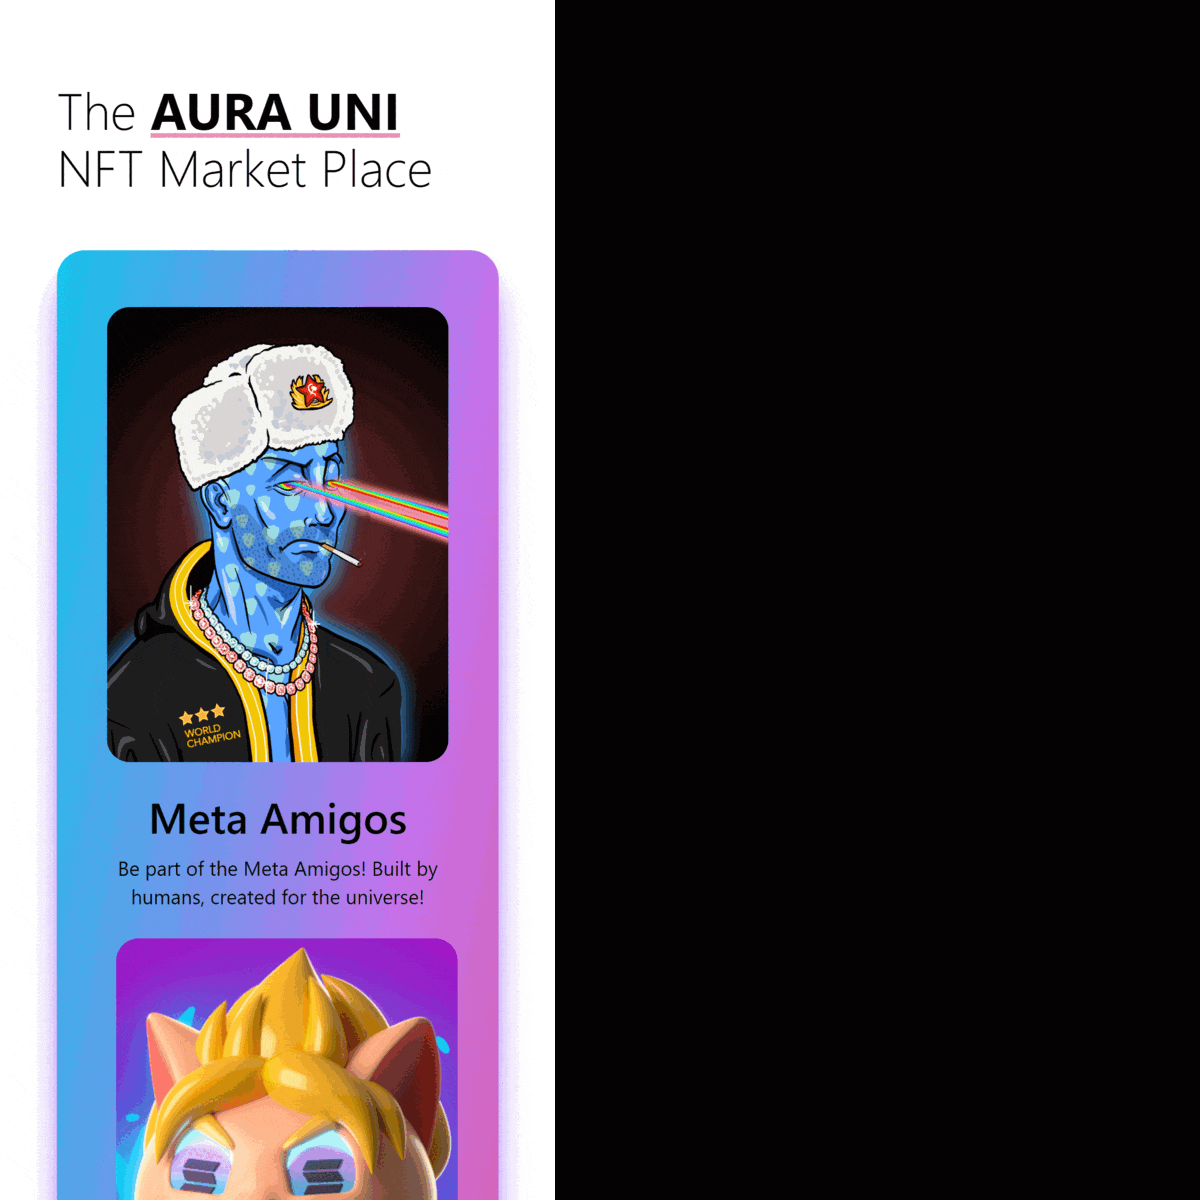 The AURA UNI
NFT Market Place
WORLD
CHAMPION
Meta Amigos
Be part of the Meta Amigos! Built by
humans, created for the universe!